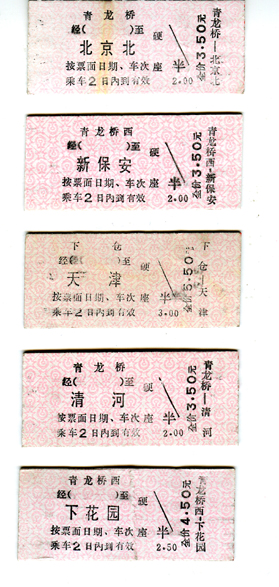 青龙桥
经( )至 硬
北京北
按票面日期、车次 座 半
乘车2日内到有效 2.00
全价3.50元
青龙桥—北京北
青龙桥西
经( )至 硬
新保安
按票面日期、车次 座 半
乘车2日内到有效 2.00
全价3.50元
青龙桥西—新保安
下仓
经( )至 硬
天津
按票面日期、车次 座 半
乘车2日内到有效 3.00
全价5.50元
下仓—天津
青龙桥
经( )至 硬
清河
按票面日期、车次 座 半
乘车2日内到有效 2.00
全价3.50元
青龙桥—清河
青龙桥西
经( )至 硬
下花园
按票面日期、车次 座 半
乘车2日内到有效 2.50
全价4.50元
青龙桥西—下花园